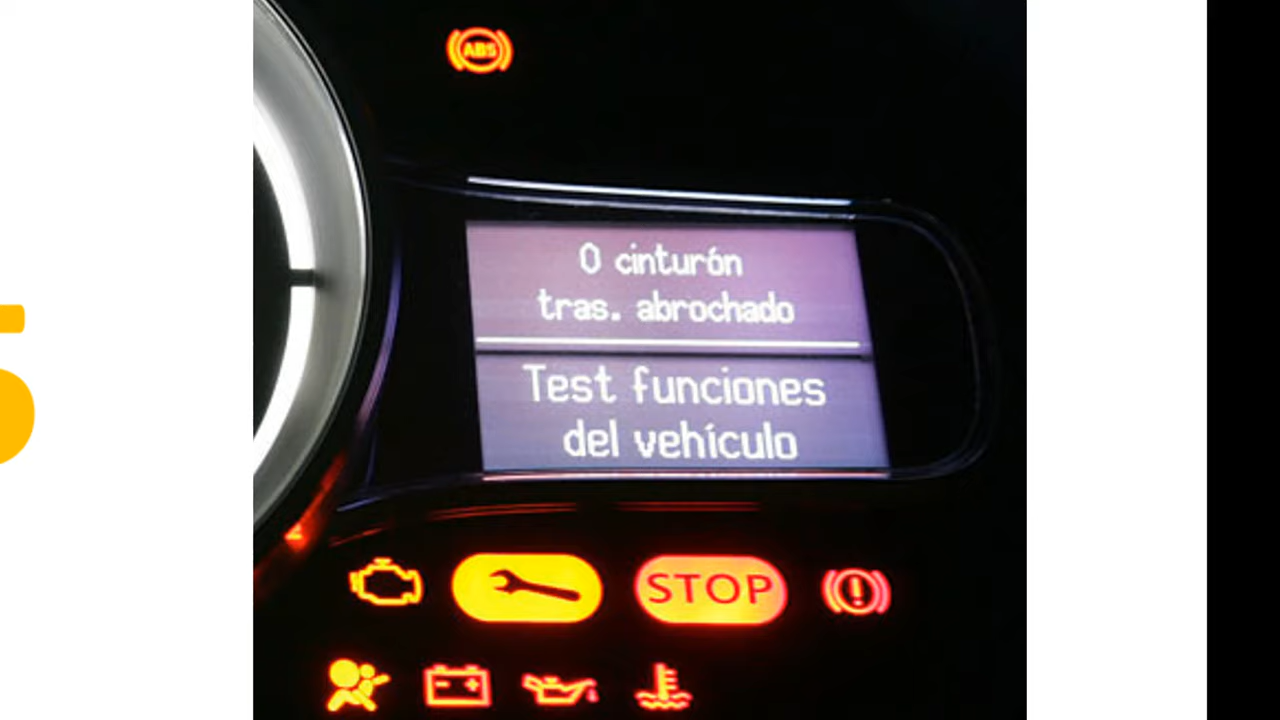 ABS
0 cinturón
tras. abrochado
Test funciones
del vehículo
STOP